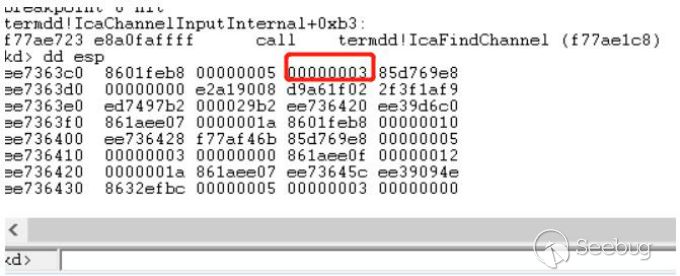 breakpoint 0 hit
termdd!IcaChannelInputInternal+0xb3:
f77ae723 e8a0faffff call termdd!IcaFindChannel (f77ae1c8)
kd> dd esp
ee7363c0 8601feb8 00000005 00000003 85d769e8
ee7363d0 00000000 e2a19008 d9a61f02 2f3f1af9
ee7363e0 ed7497b2 000029b2 ee736420 ee39d6c0
ee7363f0 861aee07 0000001a 8601feb8 00000010
ee736400 ee736428 f77af46b 85d769e8 00000005
ee736410 00000003 00000000 861aee0f 00000012
ee736420 0000001a 861aee07 ee73645c ee39094e
ee736430 8632efbc 00000005 00000003 00000000
<
kd>
Seebug